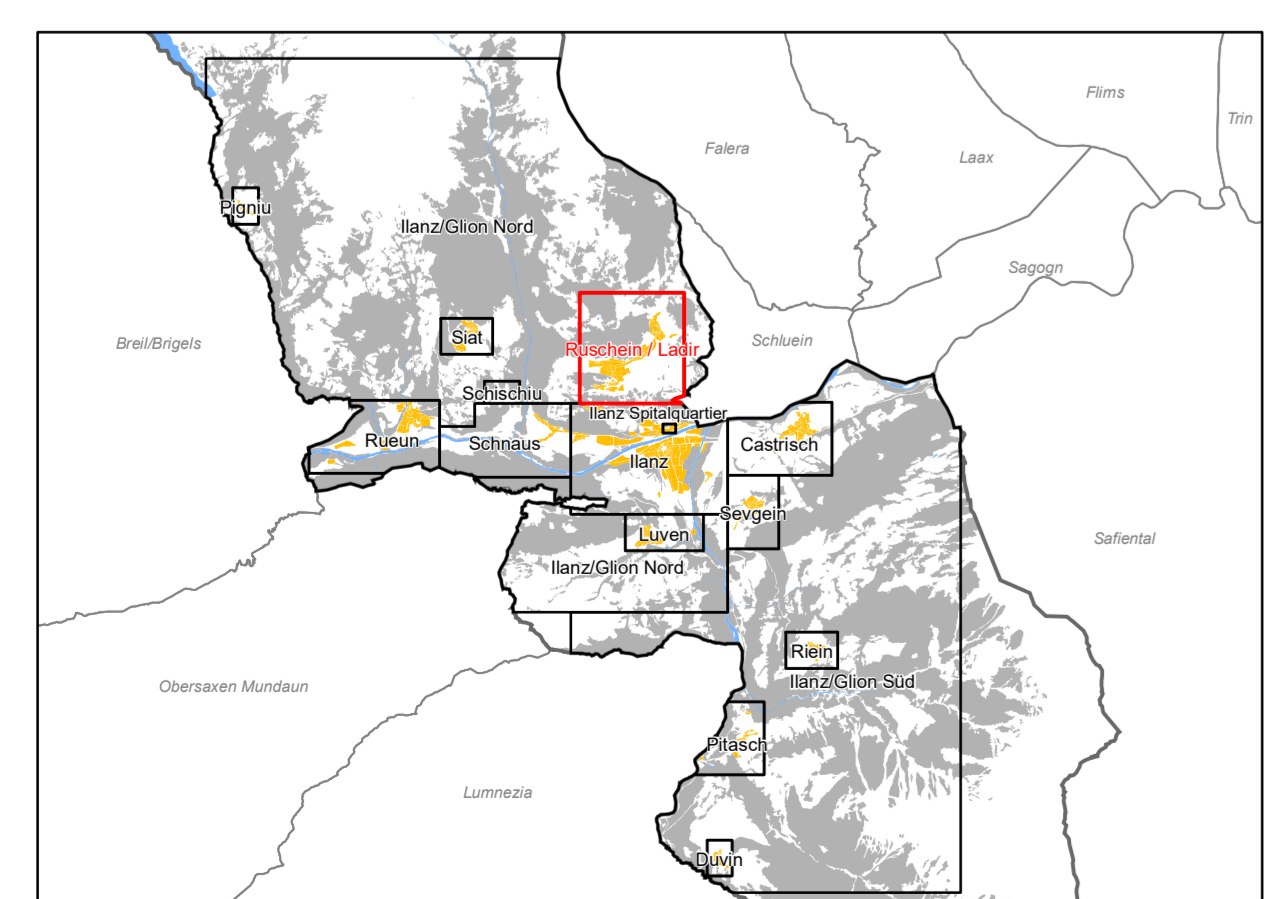 Flims
Trin
Falera
Laax
Pigniu
Ilanz/Glion Nord
Sagogn
Breil/Brigels
Siat
Ruschein / Ladir
Schluein
Schischiu
Ilanz Spitalquartier
Rueun
Schnaus
Ilanz
Castrisch
Sevgein
Luven
Safiental
Ilanz/Glion Nord
Riein
Ilanz/Glion Süd
Obersaxen Mundaun
Pitasch
Lumnezia
Duvin